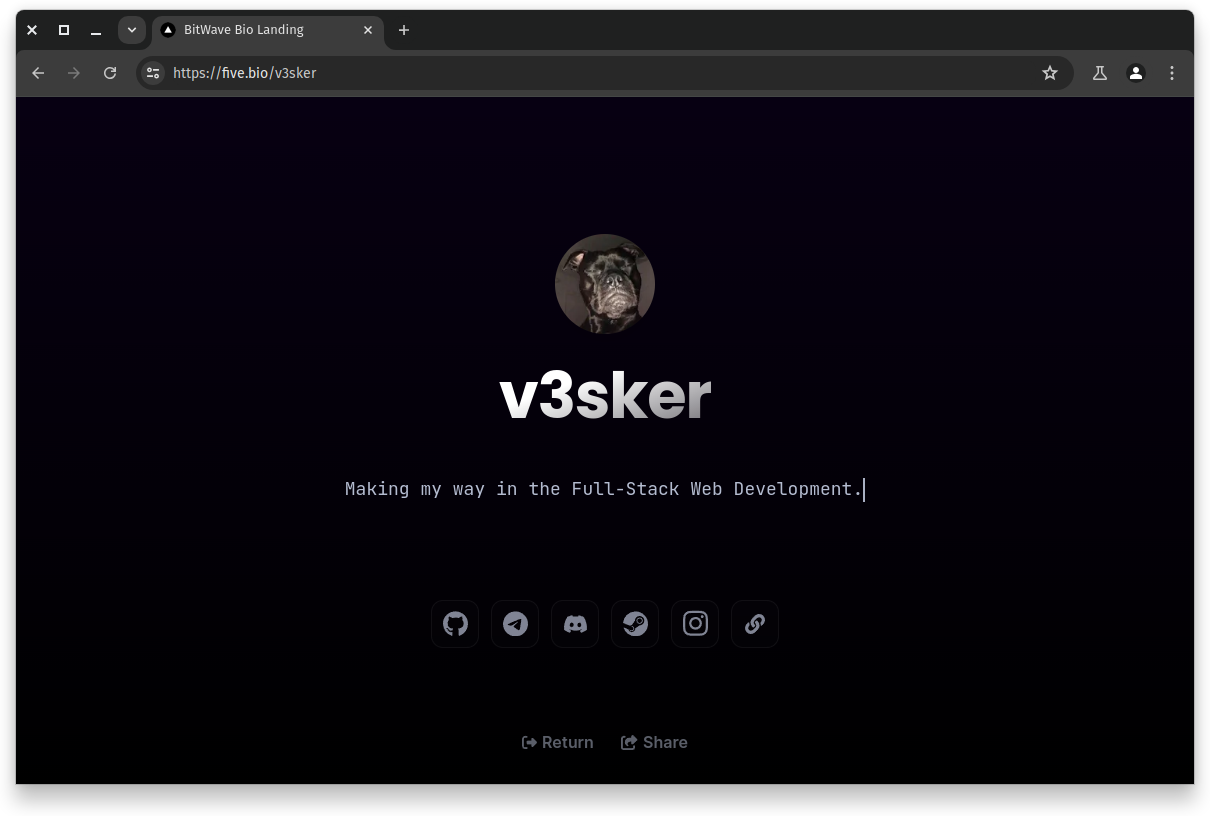 BitWave Bio Landing
https://five.bio/v3sker
v3sker
Making my way in the Full-Stack Web Development.
Return Share